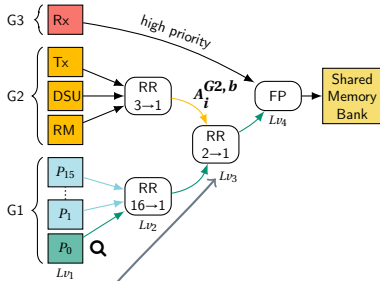 G3
Rx
high priority
G2
Tx
DSU
RM
RR
3→1
A_i^{G2,b}
FP
Lv₄
Shared
Memory
Bank
RR
2→1
Lv₃
G1
P₁₅
P₁
P₀
RR
16→1
Lv₂
Lv₁